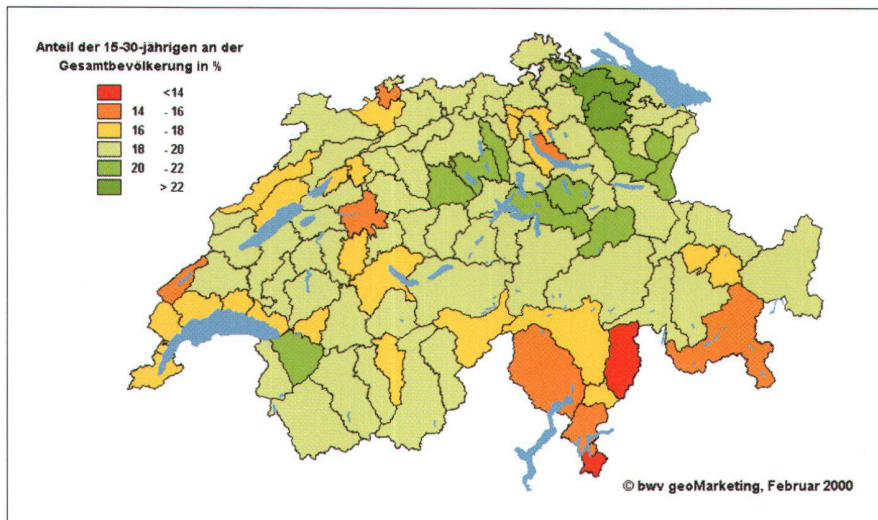 Anteil der 15-30-jährigen an der
Gesamtbevölkerung in %
<14
14 - 16
16 - 18
18 - 20
20 - 22
> 22
© bwv geoMarketing, Februar 2000